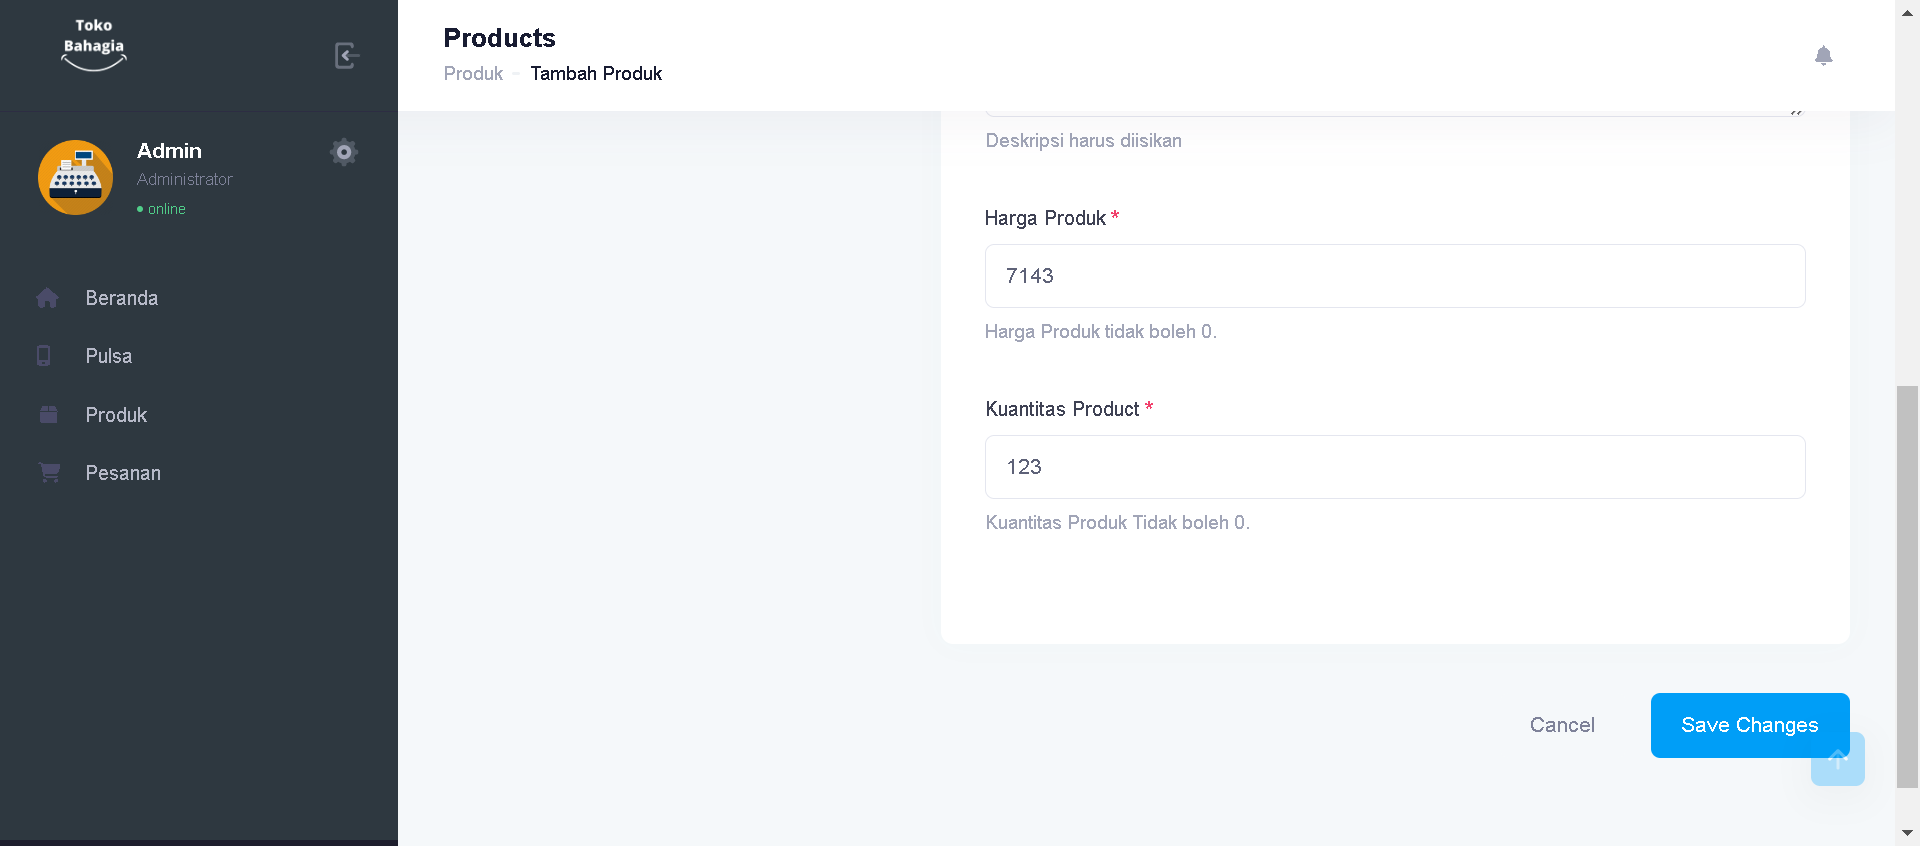 Toko
Bahagia
Admin
Administrator
online
Beranda
Pulsa
Produk
Pesanan
Products
Produk - Tambah Produk
Deskripsi harus diisikan
Harga Produk *
7143
Harga Produk tidak boleh 0.
Kuantitas Product *
123
Kuantitas Produk Tidak boleh 0.
Cancel
Save Changes